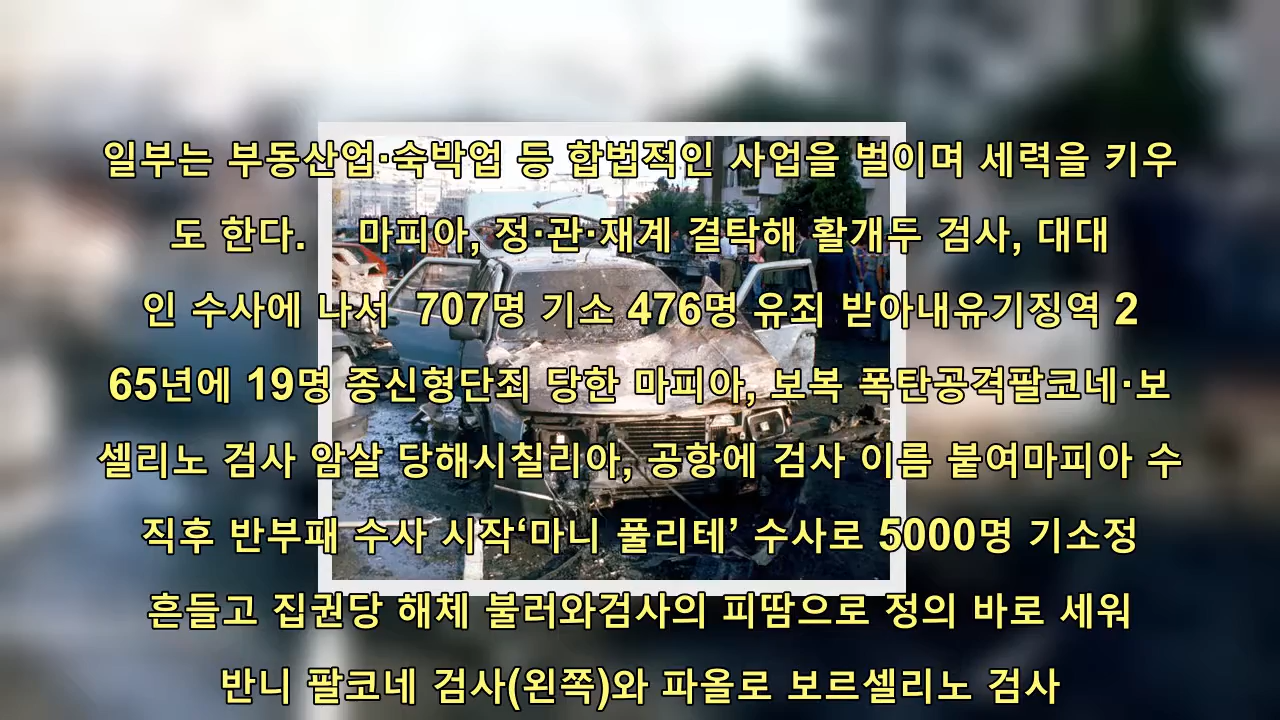 일부는 부동산업·숙박업 등 합법적인 사업을 벌이며 세력을 키우
도 한다. 마피아, 정·관·재계 결탁해 활개두 검사, 대대
인 수사에 나서 707명 기소 476명 유죄 받아내유기징역 2
65년에 19명 종신형단죄 당한 마피아, 보복 폭탄공격팔코네·보
셀리노 검사 암살 당해시칠리아, 공항에 검사 이름 붙여마피아 수
직후 반부패 수사 시작‘마니 풀리테’ 수사로 5000명 기소정
흔들고 집권당 해체 불러와검사의 피땀으로 정의 바로 세워
반니 팔코네 검사(왼쪽)와 파올로 보르셀리노 검사